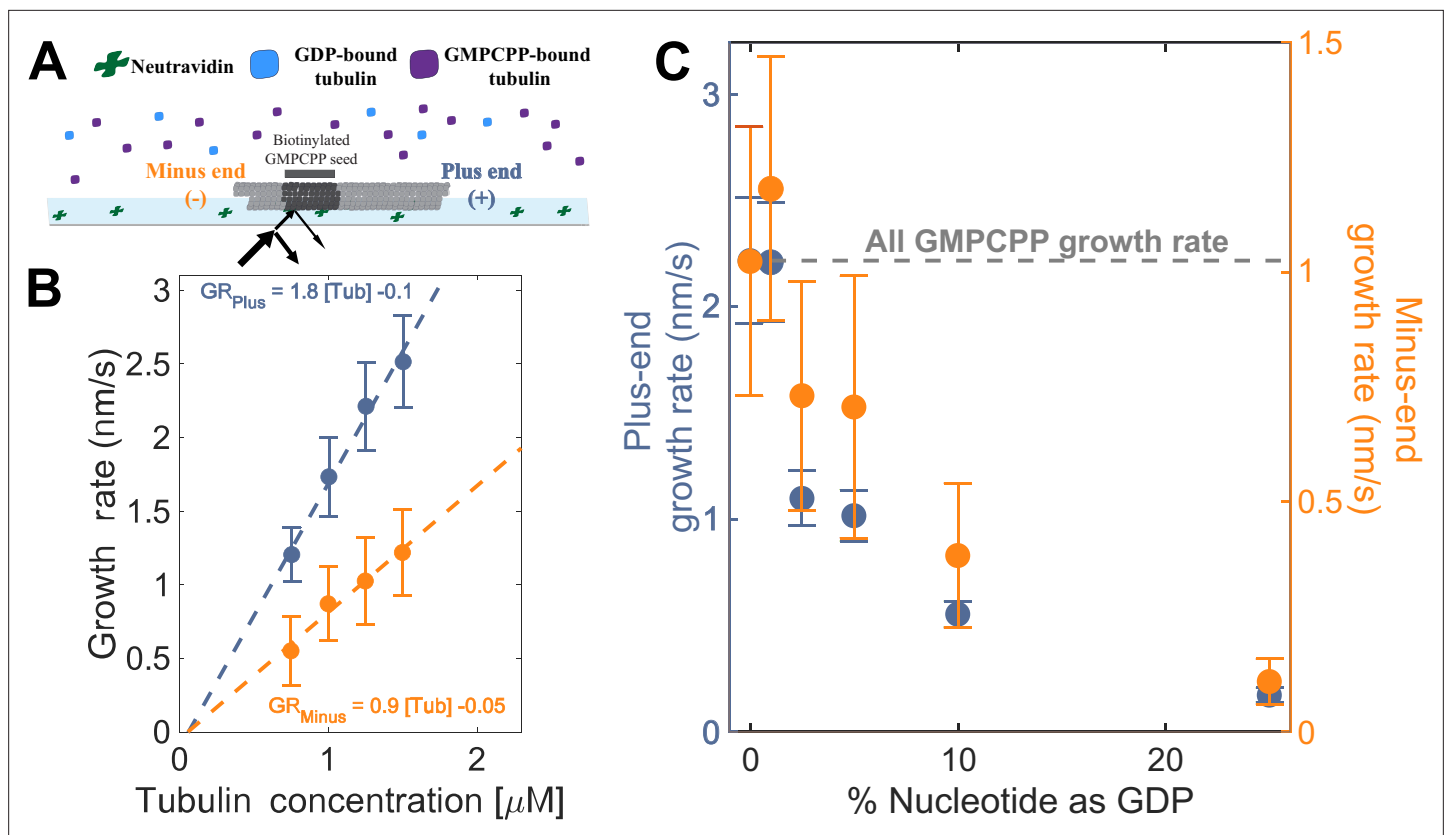 A
Neutravidin
GDP-bound
tubulin
GMPCPP-bound
tubulin
Biotinylated
GMPCPP seed
Minus end
(-)
Plus end
(+)
B
GR_Plus = 1.8 [Tub] -0.1
GR_Minus = 0.9 [Tub] -0.05
Growth rate (nm/s)
3
2.5
2
1.5
1
0.5
0
0
1
2
Tubulin concentration [μM]
C
Plus-end
growth rate (nm/s)
3
2
1
0
All GMPCPP growth rate
0
10
20
% Nucleotide as GDP
1.5
1
0.5
0
Minus-end
growth rate (nm/s)